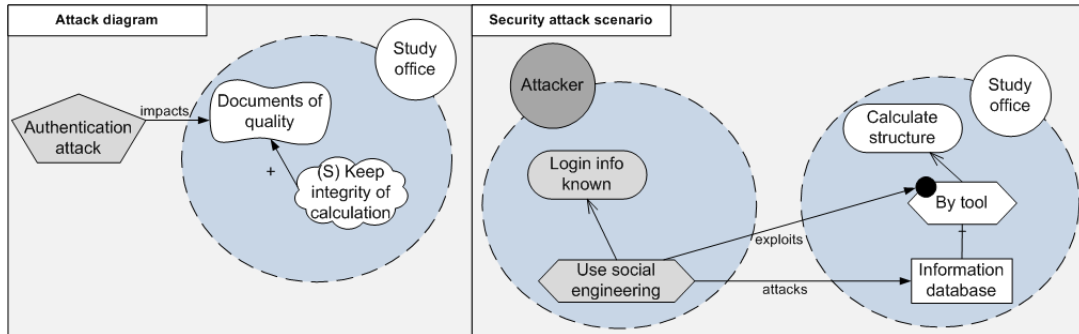 Attack diagram
Study
office
Documents of
quality
impacts
Authentication
attack
+
(S) Keep
integrity of
calculation
Security attack scenario
Attacker
Study
office
Calculate
structure
Login info
known
By tool
exploits
Use social
engineering
attacks
Information
database